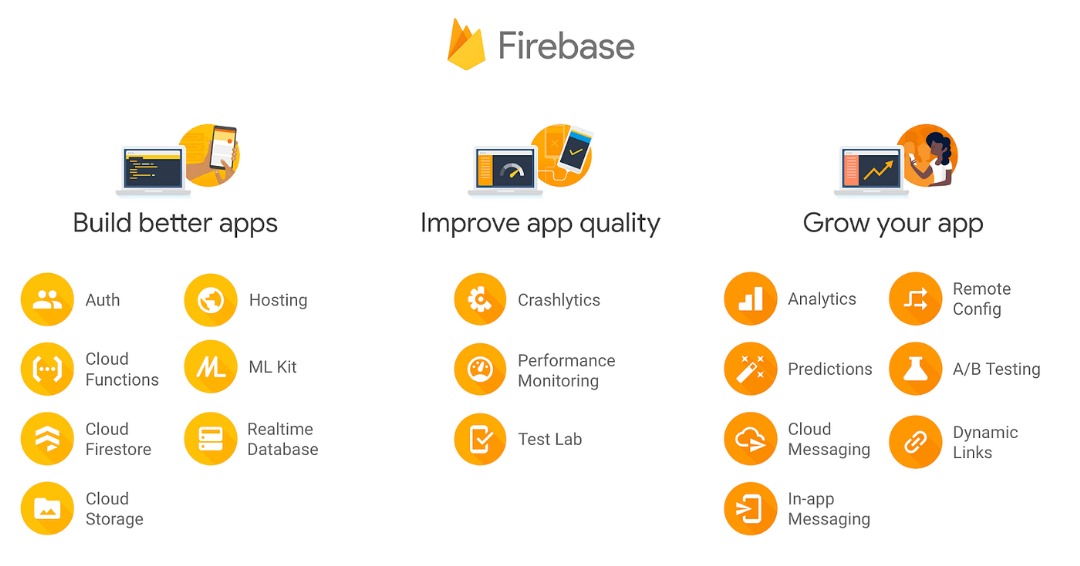 Firebase
Build better apps
Auth
Hosting
Cloud
Functions
ML Kit
Cloud
Firestore
Realtime
Database
Cloud
Storage
Improve app quality
Crashlytics
Performance
Monitoring
Test Lab
Grow your app
Analytics
Remote
Config
Predictions
A/B Testing
Cloud
Messaging
Dynamic
Links
In-app
Messaging